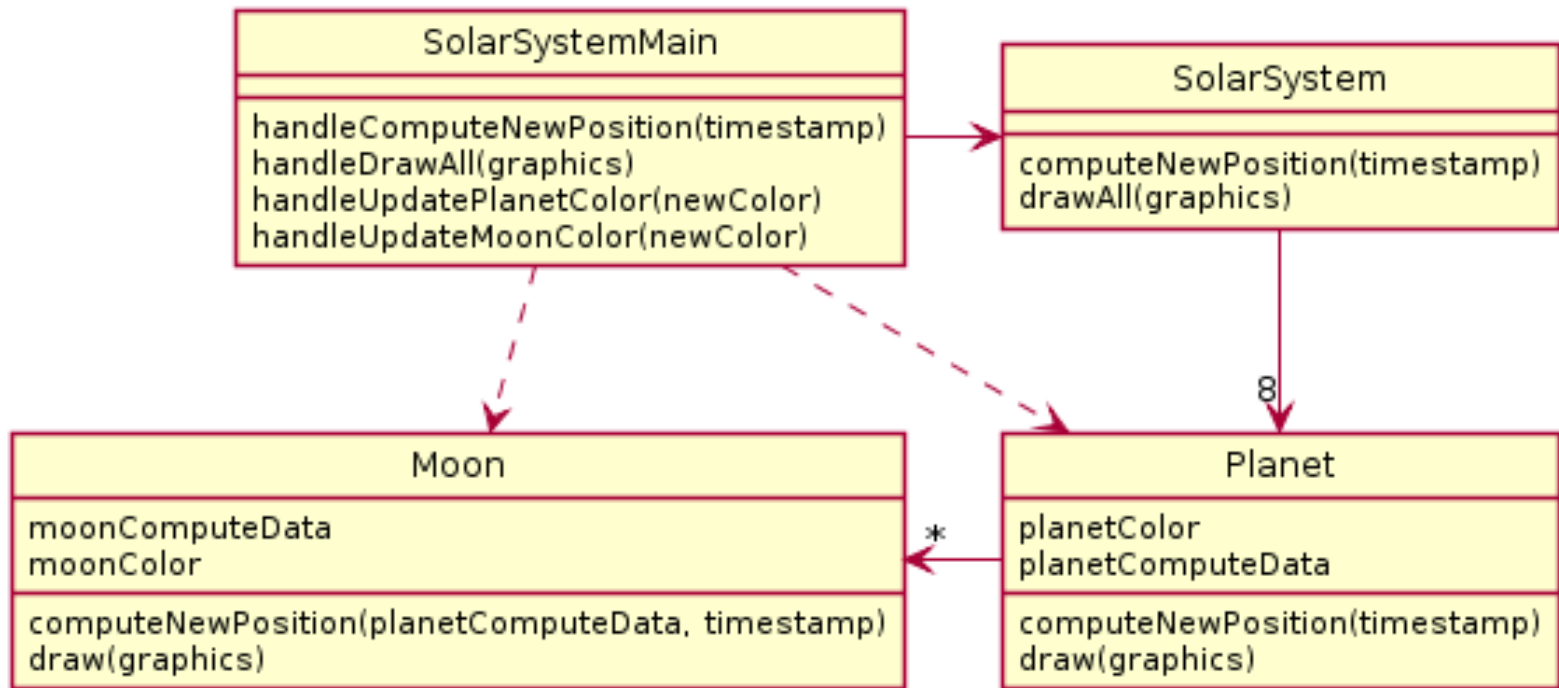 SolarSystemMain
handleComputeNewPosition(timestamp)
handleDrawAll(graphics)
handleUpdatePlanetColor(newColor)
handleUpdateMoonColor(newColor)
SolarSystem
computeNewPosition(timestamp)
drawAll(graphics)
8
Moon
moonComputeData
moonColor
computeNewPosition(planetComputeData, timestamp)
draw(graphics)
*
Planet
planetColor
planetComputeData
computeNewPosition(timestamp)
draw(graphics)